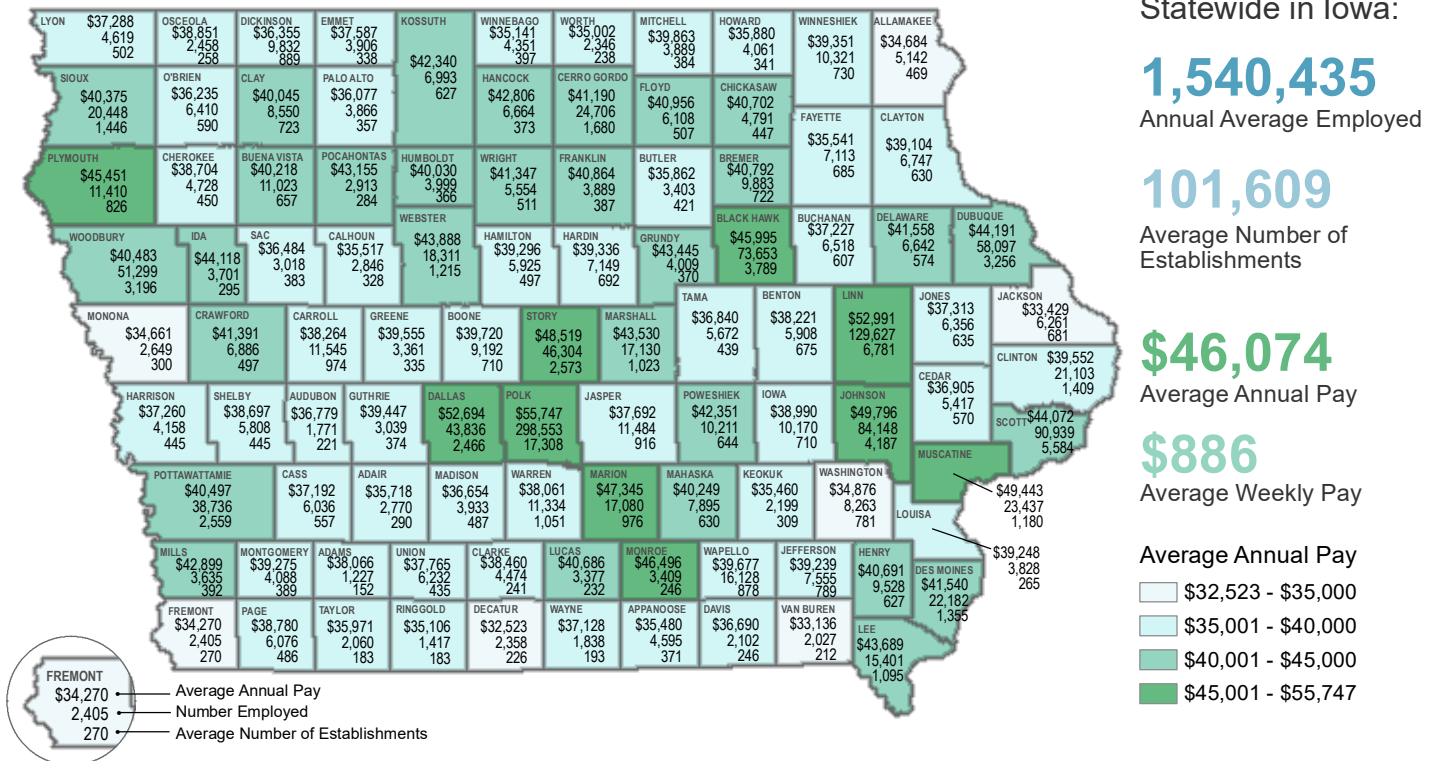 LYON
$37,288
4,619
502
OSCEOLA
$38,851
2,458
258
DICKINSON
$36,355
9,832
889
EMMET
$37,587
3,906
338
KOSSUTH
$42,340
6,993
627
WINNEBAGO
$35,141
4,351
397
WORTH
$35,002
2,346
238
MITCHELL
$39,863
3,889
384
HOWARD
$35,880
4,061
341
WINNESHIEK
$39,351
10,321
730
ALLAMAKEE
$34,684
5,142
469
SIOUX
$40,375
20,448
1,446
O'BRIEN
$36,235
6,410
590
CLAY
$40,045
8,550
723
PALO ALTO
$36,077
3,866
357
HANCOCK
$42,806
6,664
373
CERRO GORDO
$41,190
24,706
1,680
FLOYD
$40,956
6,108
507
CHICKASAW
$40,702
4,791
447
FAYETTE
$35,541
7,113
685
CLAYTON
$39,104
6,747
630
PLYMOUTH
$45,451
11,410
826
CHEROKEE
$38,704
4,728
450
BUENA VISTA
$40,218
11,023
657
POCAHONTAS
$43,155
2,913
284
HUMBOLDT
$40,030
3,999
366
WRIGHT
$41,347
5,554
511
FRANKLIN
$40,864
3,889
387
BUTLER
$35,862
3,403
421
BREMER
$40,792
9,883
722
WOODBURY
$40,483
51,299
3,196
IDA
$44,118
3,701
295
SAC
$36,484
3,018
383
CALHOUN
$35,517
2,846
328
WEBSTER
$43,888
18,311
1,215
HAMILTON
$39,296
5,925
497
HARDIN
$39,336
7,149
692
GRUNDY
$43,445
4,009
370
BLACK HAWK
$45,995
73,653
3,789
BUCHANAN
$37,227
6,518
607
DELAWARE
$41,558
6,642
574
DUBUQUE
$44,191
58,097
3,256
MONONA
$34,661
2,649
300
CRAWFORD
$41,391
6,886
497
CARROLL
$38,264
11,545
974
GREENE
$39,555
3,361
335
BOONE
$39,720
9,192
710
STORY
$48,519
46,304
2,573
MARSHALL
$43,530
17,130
1,023
TAMA
$36,840
5,672
439
BENTON
$38,221
5,908
675
LINN
$52,991
129,627
6,781
JONES
$37,313
6,356
635
JACKSON
$33,429
6,261
681
CLINTON
$39,552
21,103
1,409
HARRISON
$37,260
4,158
445
SHELBY
$38,697
5,808
445
AUDUBON
$36,779
1,771
221
GUTHRIE
$39,447
3,039
374
DALLAS
$52,694
43,836
2,466
POLK
$55,747
298,553
17,308
JASPER
$37,692
11,484
916
POWESHIEK
$42,351
10,211
644
IOWA
$38,990
10,170
710
JOHNSON
$49,796
84,148
4,187
CEDAR
$36,905
5,417
570
SCOTT
$44,072
90,939
5,584
MUSCATINE
$49,443
23,437
1,180
POTTAWATTAMIE
$40,497
38,736
2,559
CASS
$37,192
6,036
557
ADAIR
$35,718
2,770
290
MADISON
$36,654
3,933
487
WARREN
$38,061
11,334
1,051
MARION
$47,345
17,080
976
MAHASKA
$40,249
7,895
630
KEOKUK
$35,460
2,199
309
WASHINGTON
$34,876
8,263
781
LOUISA
$39,248
3,828
265
MILLS
$42,899
3,635
392
MONTGOMERY
$39,275
4,088
389
ADAMS
$38,066
1,227
152
UNION
$37,765
6,232
435
CLARKE
$38,460
4,474
241
LUCAS
$40,686
3,377
232
MONROE
$46,496
3,409
246
WAPELLO
$39,677
16,128
878
JEFFERSON
$39,239
7,555
789
HENRY
$40,691
9,528
627
DES MOINES
$41,540
22,182
1,355
FREMONT
$34,270
2,405
270
PAGE
$38,780
6,076
486
TAYLOR
$35,971
2,060
183
RINGGOLD
$35,106
1,417
183
DECATUR
$32,523
2,358
226
WAYNE
$37,128
1,838
193
APPANOOSE
$35,480
4,595
371
DAVIS
$36,690
2,102
246
VAN BUREN
$33,136
2,027
212
LEE
$43,689
15,401
1,095
FREMONT
$34,270
2,405
270
Average Annual Pay
Number Employed
Average Number of Establishments
Statewide in Iowa:
1,540,435
Annual Average Employed
101,609
Average Number of
Establishments
$46,074
Average Annual Pay
$886
Average Weekly Pay
Average Annual Pay
$32,523 - $35,000
$35,001 - $40,000
$40,001 - $45,000
$45,001 - $55,747